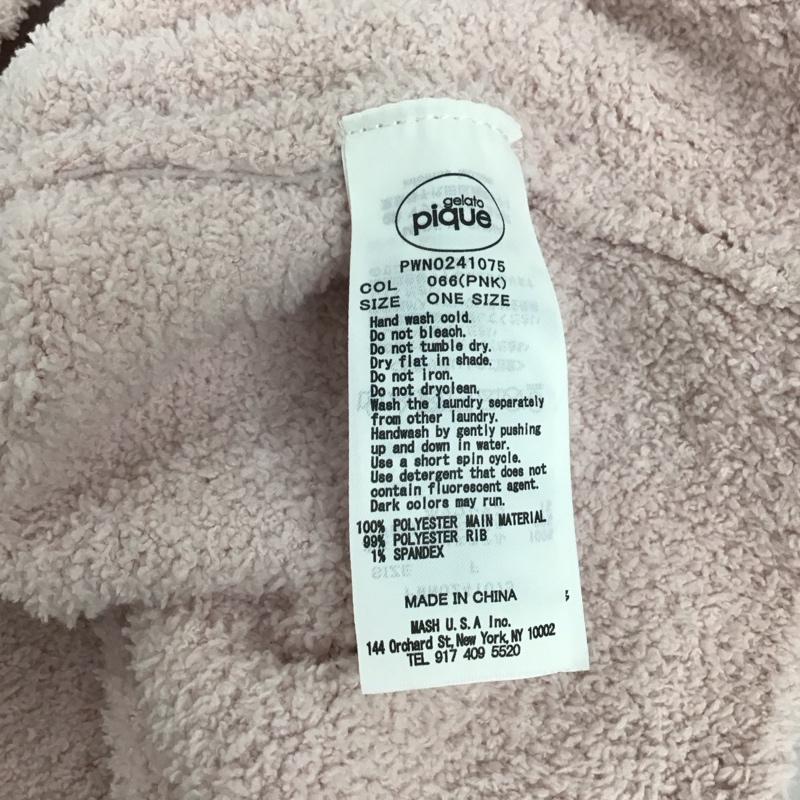 gelato
pique
PWNO241075
COL 066(PNK)
SIZE ONE SIZE
Hand wash cold.
Do not bleach.
Do not tumble dry.
Dry flat in shade.
Do not iron.
Do not dryclean.
Wash the laundry separately
from other laundry.
Handwash by gently pushing
up and down in water.
Use a short spin cycle.
Use detergent that does not
contain fluorescent agent.
Dark colors may run.
100% POLYESTER MAIN MATERIAL
99% POLYESTER RIB
1% SPANDEX
MADE IN CHINA
MASH U.S.A Inc.
144 Orchard St, New York, NY 10002
TEL 917 409 5520